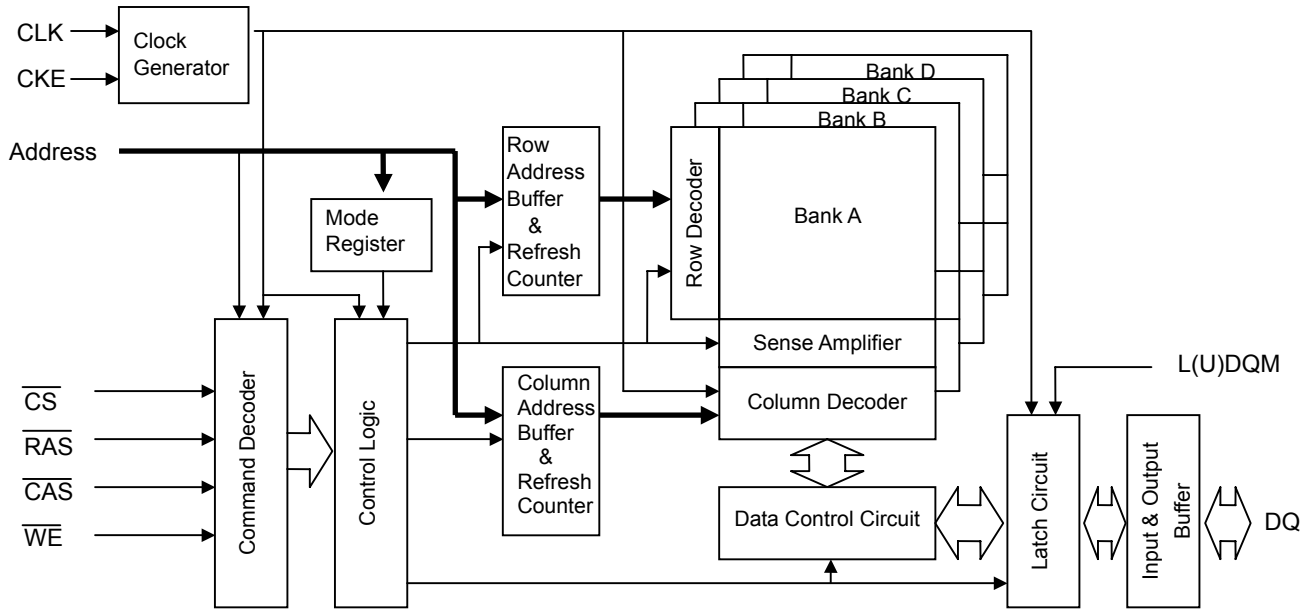 CLK
CKE
Clock
Generator
Address
Mode
Register
Row
Address
Buffer
&
Refresh
Counter
Bank D
Bank C
Bank B
Bank A
Row Decoder
Sense Amplifier
Column Decoder
Column
Address
Buffer
&
Refresh
Counter
CS
RAS
CAS
WE
Command Decoder
Control Logic
Data Control Circuit
L(U)DQM
Latch Circuit
Input & Output
Buffer
DQ